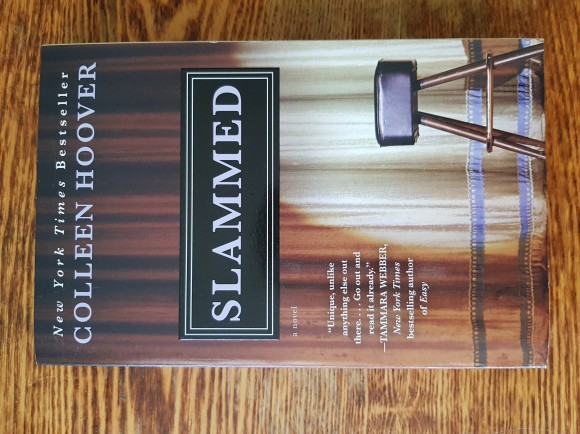 New York Times Bestseller
COLLEEN HOOVER
SLAMMED
a novel
“Unique, unlike
anything else out
there. . . . Go out and
read it already.”
—TAMMARA WEBBER,
New York Times
bestselling author
of Easy